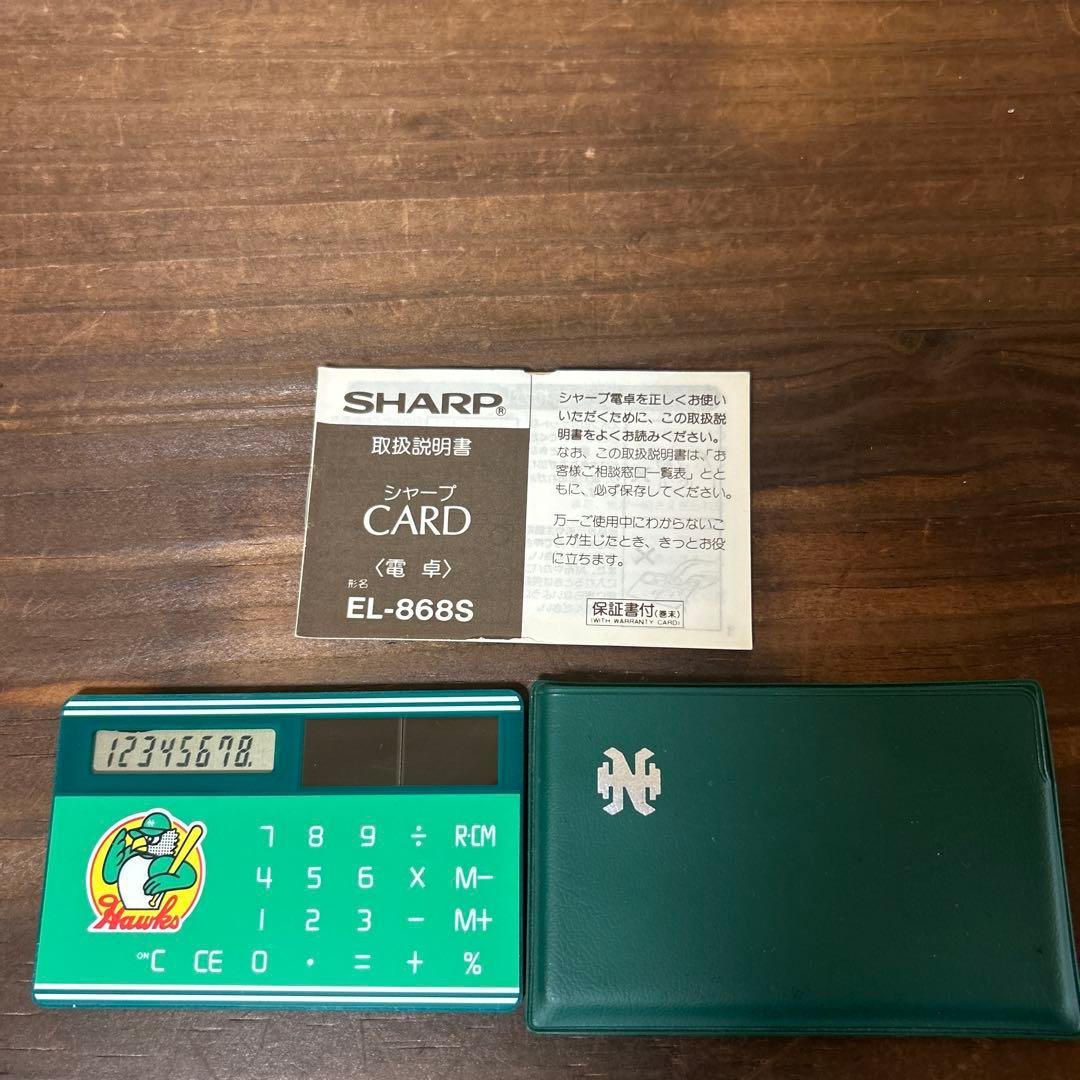 SHARP®
取扱説明書
シャープ
CARD
〈電卓〉
形名
EL-868S
シャープ電卓を正しくお使い
いただくために、この取扱説
明書をよくお読みください。
なお、この取扱説明書は、「お
客様ご相談窓口一覧表」とと
もに、必ず保存してください。
万一ご使用中にわからないこ
とが生じたとき、きっとお役
に立ちます。
保証書付(巻末)
(WITH WARRANTY CARD)
12345678.
Hawks
7 8 9 ÷ R·CM
4 5 6 X M−
1 2 3 − M+
ON C CE 0 · = + %
NH